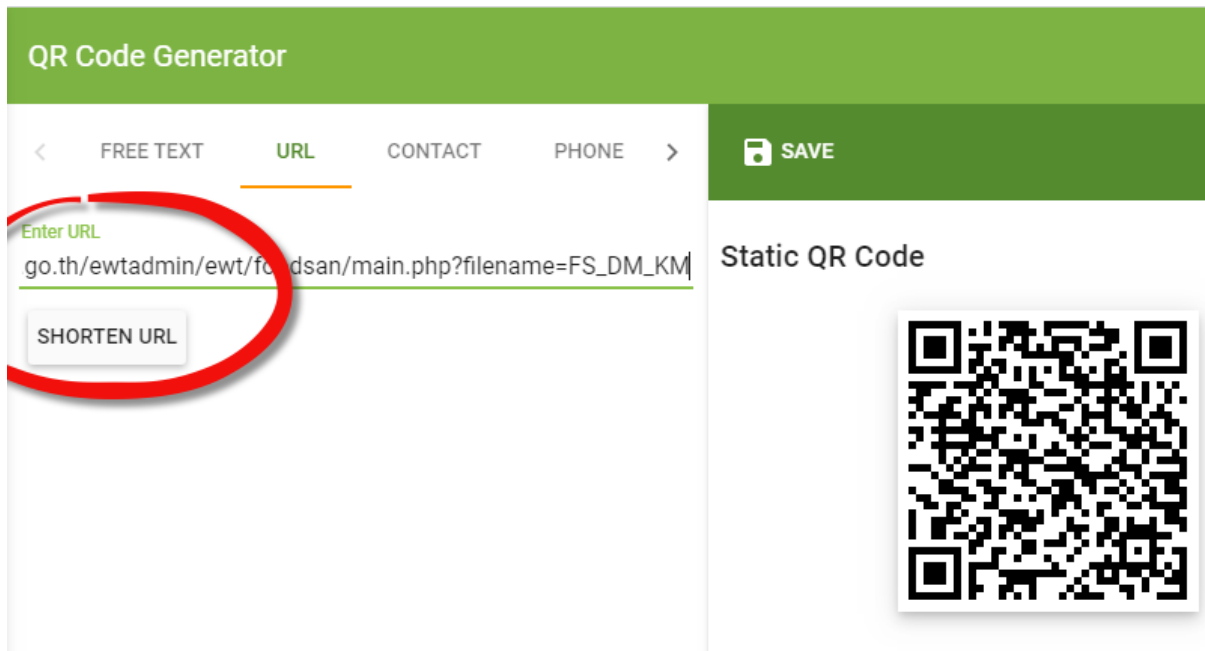 QR Code Generator
FREE TEXT URL CONTACT PHONE
SAVE
Enter URL
go.th/ewtadmin/ewt/foodsan/main.php?filename=FS_DM_KM
SHORTEN URL
Static QR Code